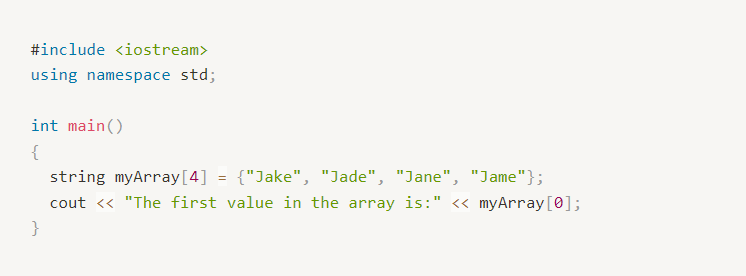 #include <iostream>
using namespace std;
int main()
{
string myArray[4] = {"Jake", "Jade", "Jane", "Jame"};
cout << "The first value in the array is:" << myArray[0];
}